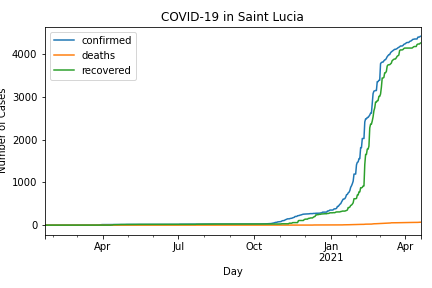 COVID-19 in Saint Lucia
confirmed
deaths
recovered
Number of Cases
4000
3000
2000
1000
0
Apr
Jul
Oct
Jan
2021
Apr
Day